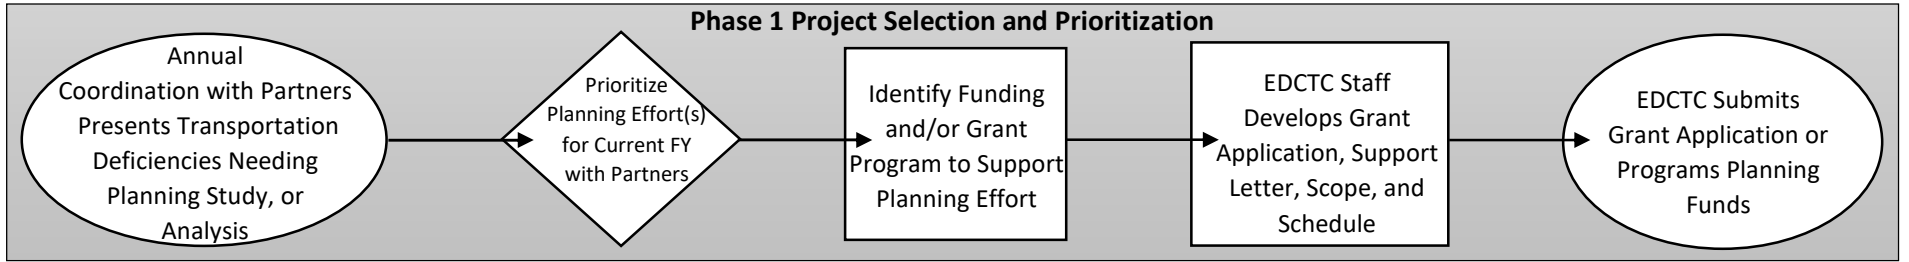 Phase 1 Project Selection and Prioritization
Annual
Coordination with Partners
Presents Transportation
Deficiencies Needing
Planning Study, or
Analysis
Prioritize
Planning Effort(s)
for Current FY
with Partners
Identify Funding
and/or Grant
Program to Support
Planning Effort
EDCTC Staff
Develops Grant
Application, Support
Letter, Scope, and
Schedule
EDCTC Submits
Grant Application or
Programs Planning
Funds